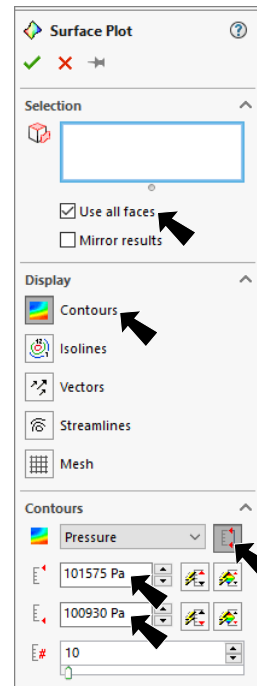 Surface Plot
Selection
Use all faces
Mirror results
Display
Contours
Isolines
Vectors
Streamlines
Mesh
Contours
Pressure
101575 Pa
100930 Pa
10